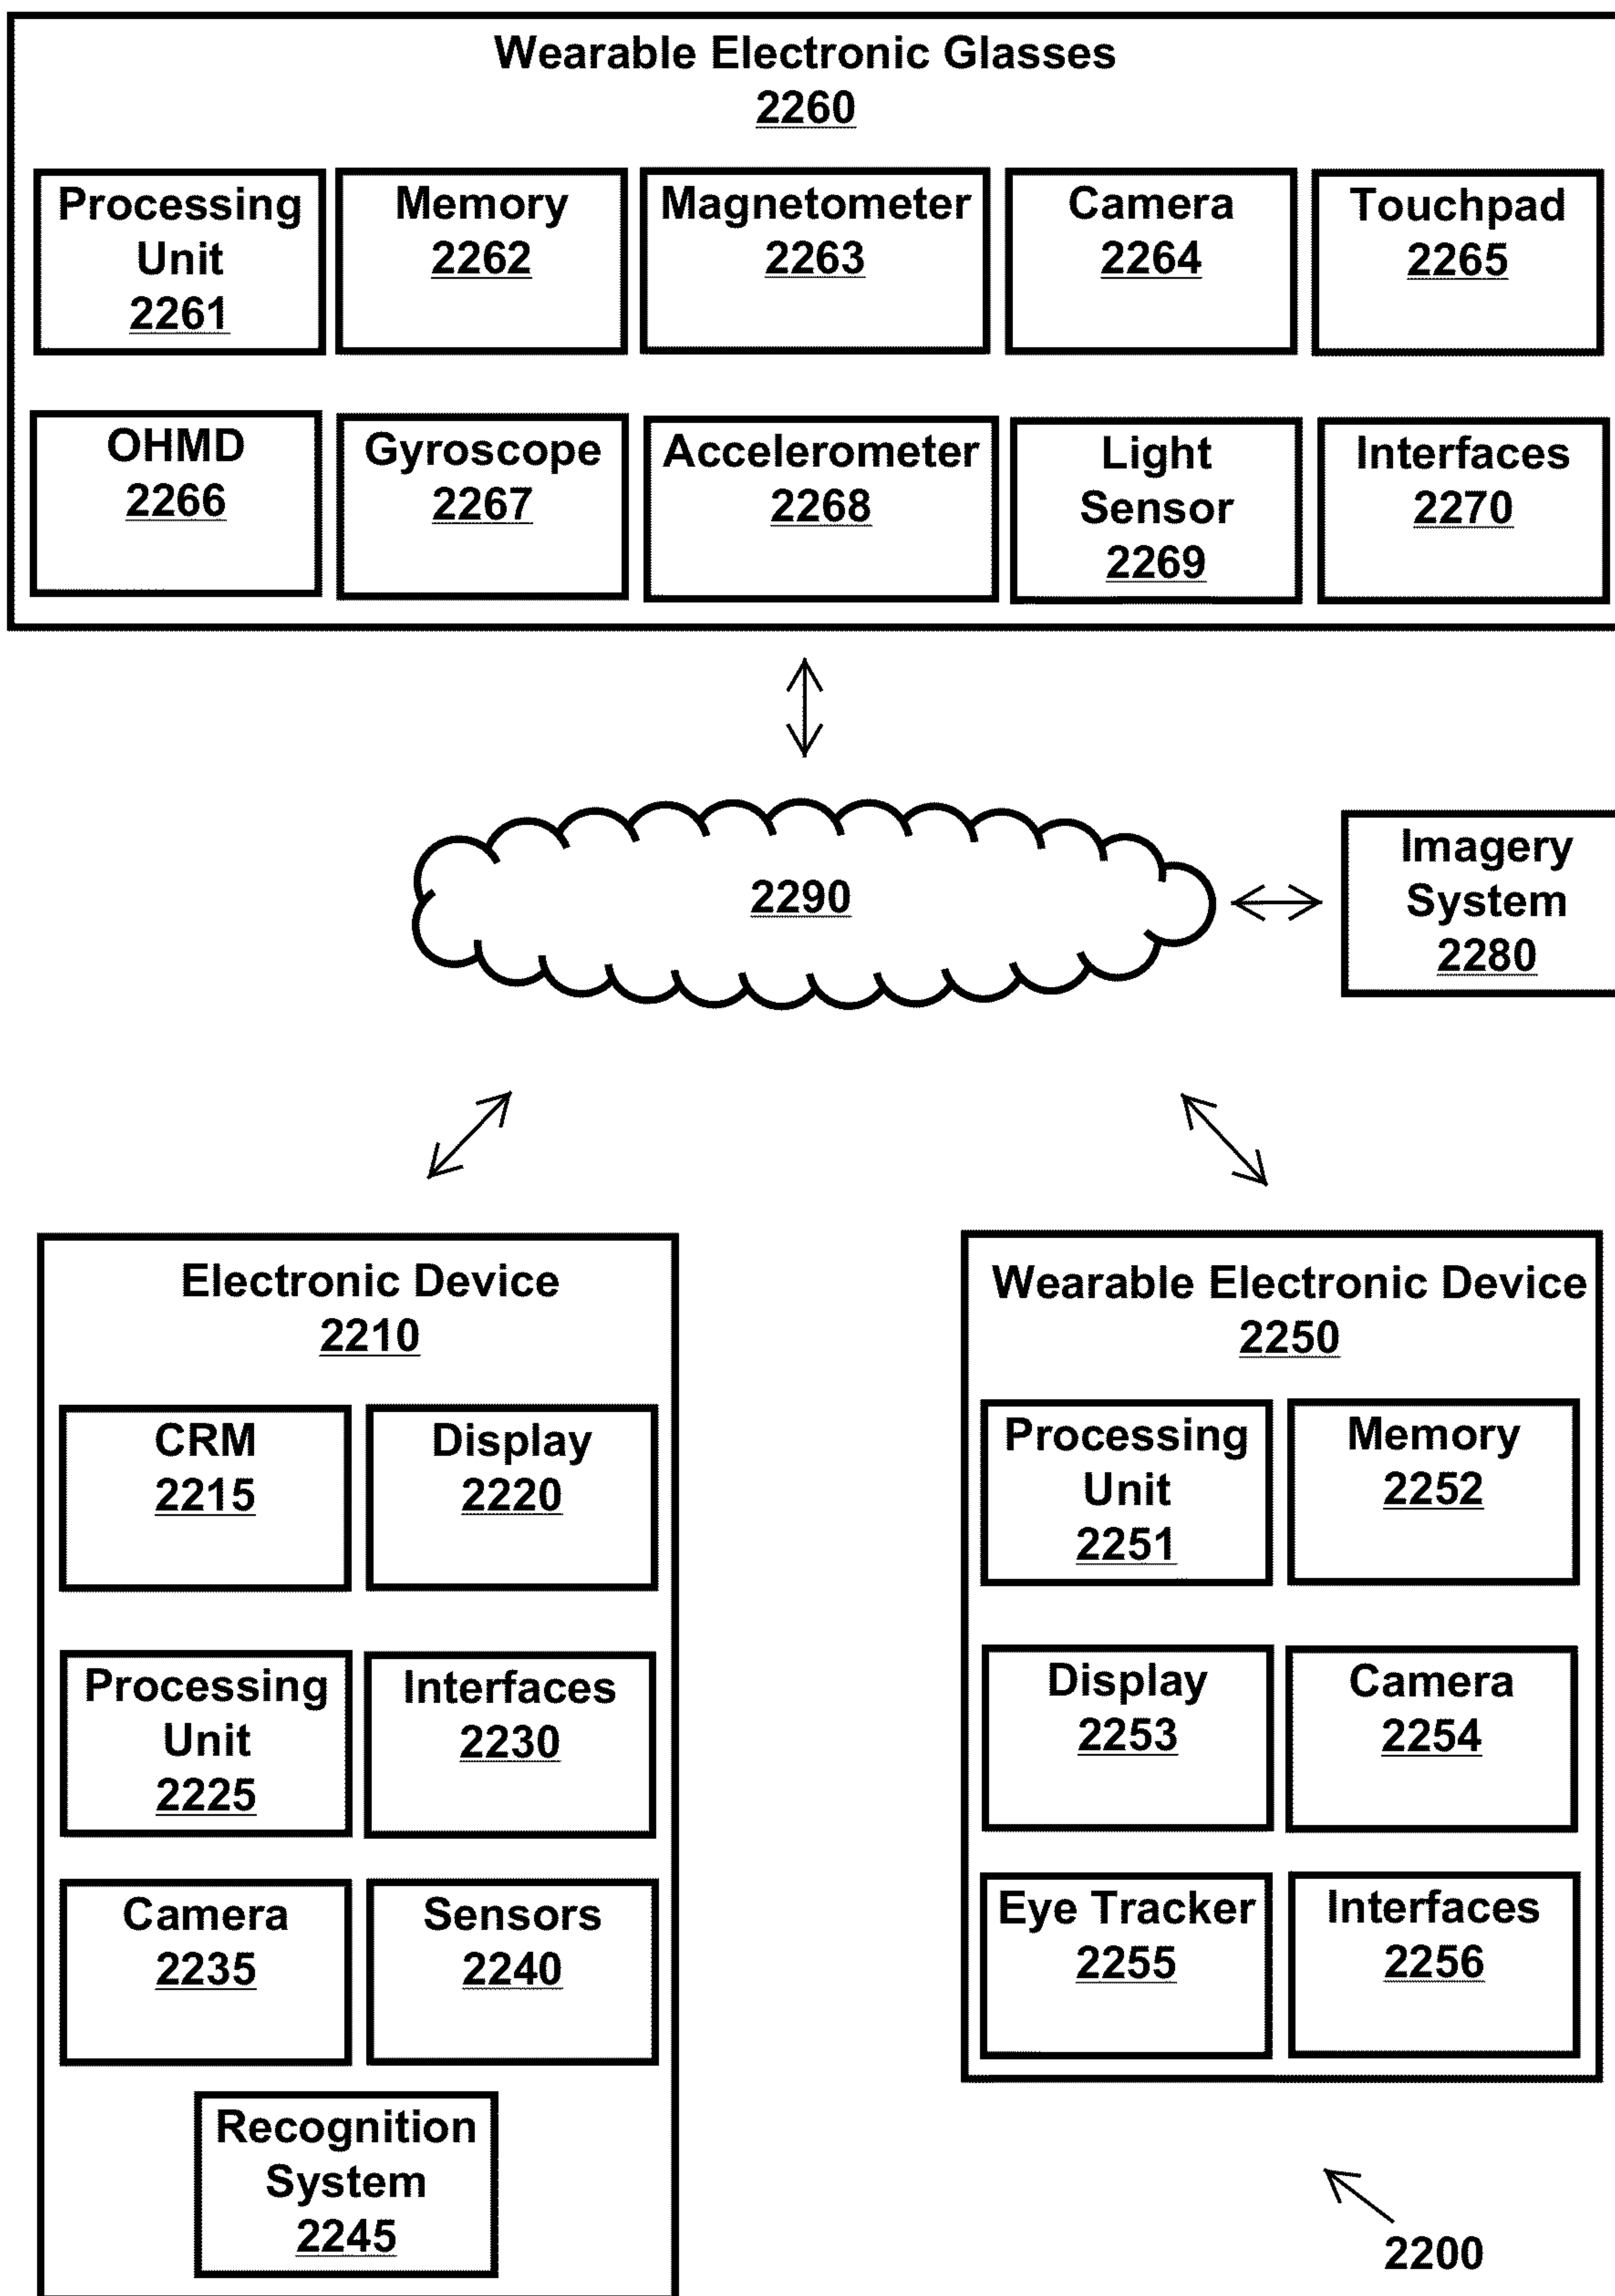 Wearable Electronic Glasses
2260
Processing
Unit
2261
Memory
2262
Magnetometer
2263
Camera
2264
Touchpad
2265
OHMD
2266
Gyroscope
2267
Accelerometer
2268
Light
Sensor
2269
Interfaces
2270
2290
Imagery
System
2280
Electronic Device
2210
CRM
2215
Display
2220
Processing
Unit
2225
Interfaces
2230
Camera
2235
Sensors
2240
Recognition
System
2245
Wearable Electronic Device
2250
Processing
Unit
2251
Memory
2252
Display
2253
Camera
2254
Eye Tracker
2255
Interfaces
2256
2200